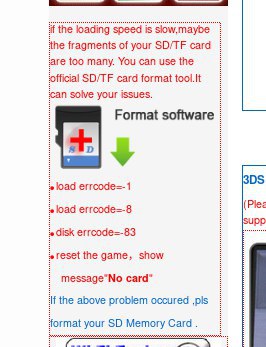 if the loading speed is slow,maybe
the fragments of your SD/TF card
are too many. You can use the
official SD/TF card format tool.It
can solve your issues.
Format software
S D
load errcode=-1
load errcode=-8
disk errcode=-83
reset the game，show
message"No card"
If the above problem occured ,pls
format your SD Memory Card .
3DS
(Plea
supp